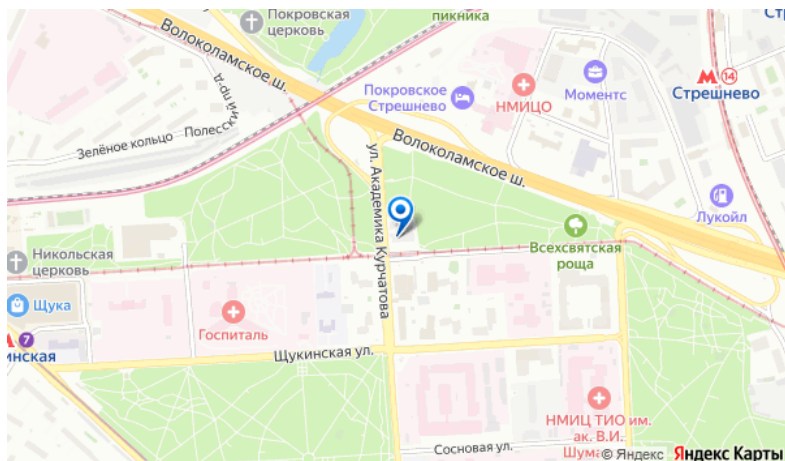 Покровская
церковь
пикника
Волоколамское ш.
Ст
14
Стрешнево
Полесский пр-д
Зелёное кольцо
Покровское
Стрешнево
НМИЦО
Моментс
Волоколамское ш.
ул. Академика Курчатова
Лукойл
Всехсвятская
роща
Никольская
церковь
Щука
Госпиталь
7
инская
Щукинская ул.
НМИЦ ТИО им.
ак. В.И.
Шума
Сосновая ул.
© Яндекс Яндекс Карты